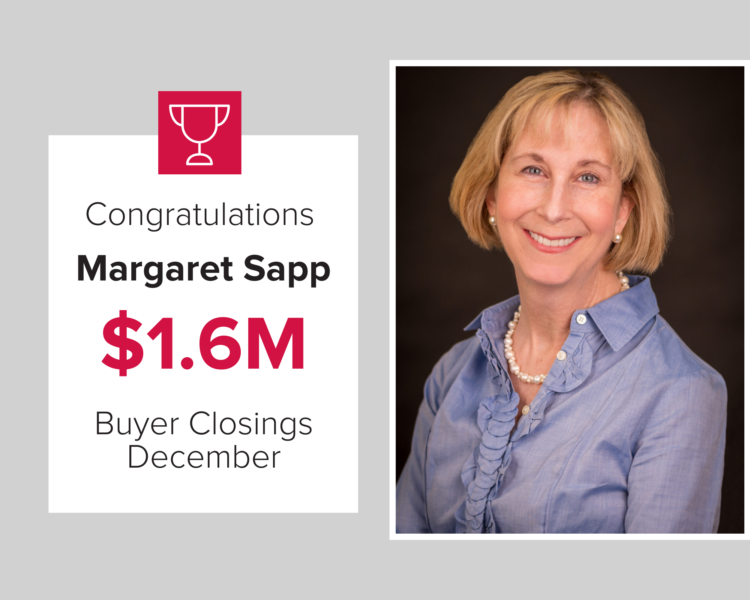 Congratulations
Margaret Sapp
$1.6M
Buyer Closings
December